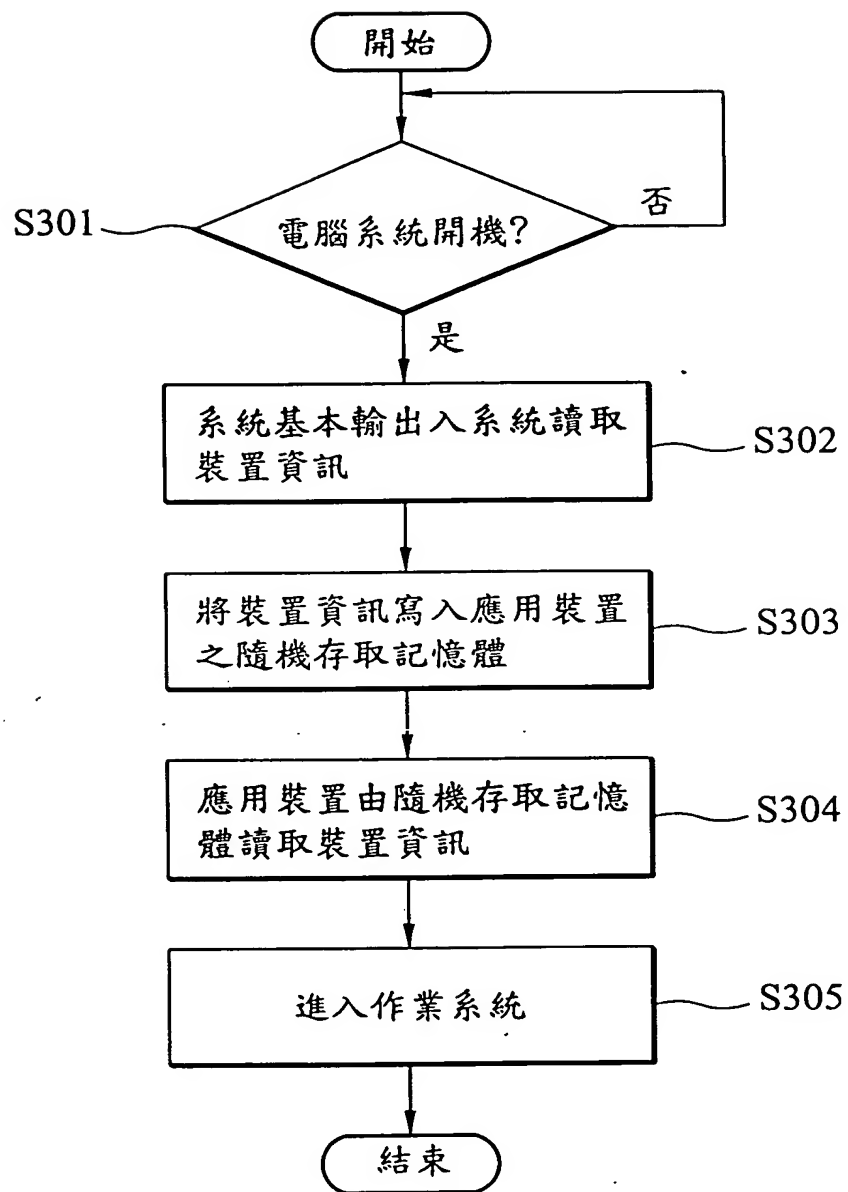 開始
電腦系統開機?
否
S301
是
系統基本輸出入系統讀取
裝置資訊
S302
將裝置資訊寫入應用裝置
之隨機存取記憶體
S303
應用裝置由隨機存取記憶
體讀取裝置資訊
S304
進入作業系統
S305
結束